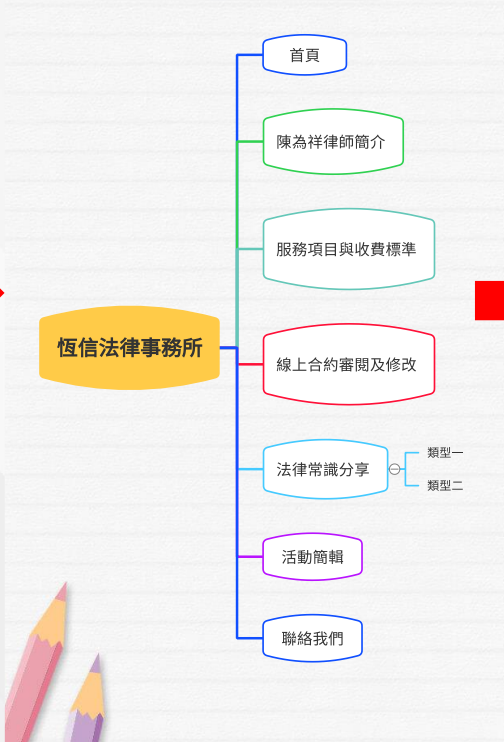 恆信法律事務所
首頁
陳為祥律師簡介
服務項目與收費標準
線上合約審閱及修改
法律常識分享
類型一
類型二
活動簡輯
聯絡我們